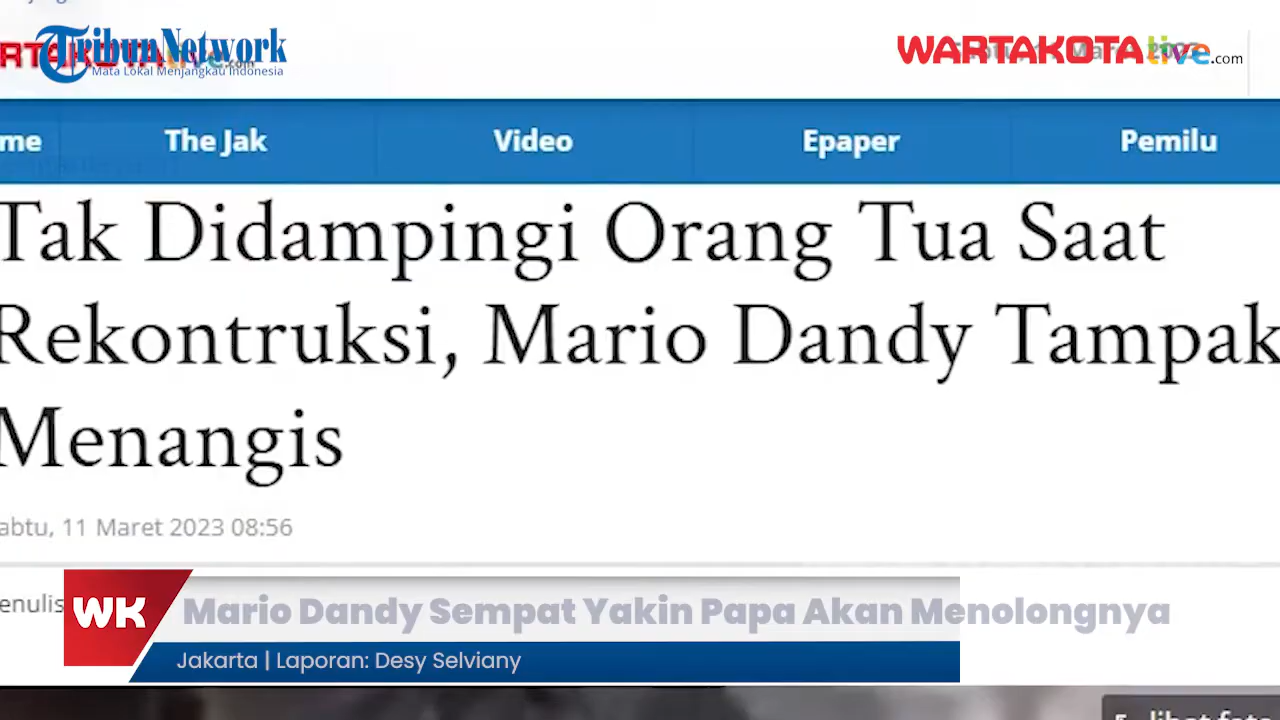 Tribun Network
Mata Lokal Menjangkau Indonesia
WARTAKOTAlive.com
me
The Jak
Video
Epaper
Pemilu
Tak Didampingi Orang Tua Saat
Rekontruksi, Mario Dandy Tampak
Menangis
abtu, 11 Maret 2023 08:56
enulis
WK
Mario Dandy Sempat Yakin Papa Akan Menolongnya
Jakarta | Laporan: Desy Selviany